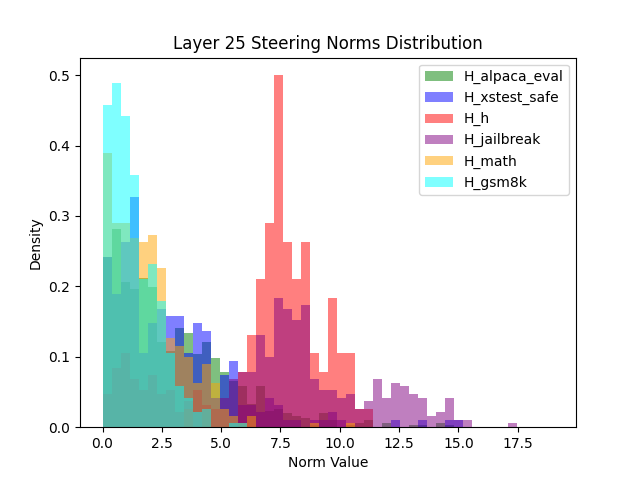 Layer 25 Steering Norms Distribution
H_alpaca_eval
H_xstest_safe
H_h
H_jailbreak
H_math
H_gsm8k
Density
0.5
0.4
0.3
0.2
0.1
0.0
0.0 2.5 5.0 7.5 10.0 12.5 15.0 17.5
Norm Value